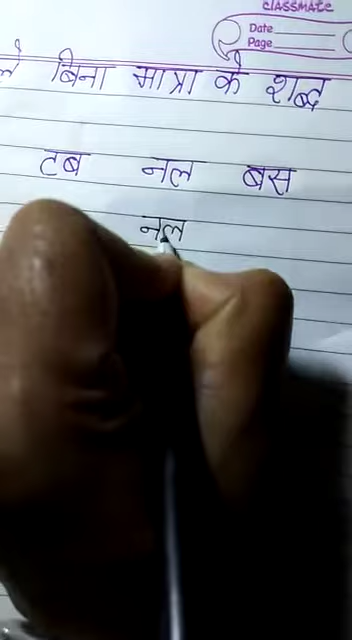 classmate
Date
Page
बिना मात्रा के शब्द
टब नल बस
नल